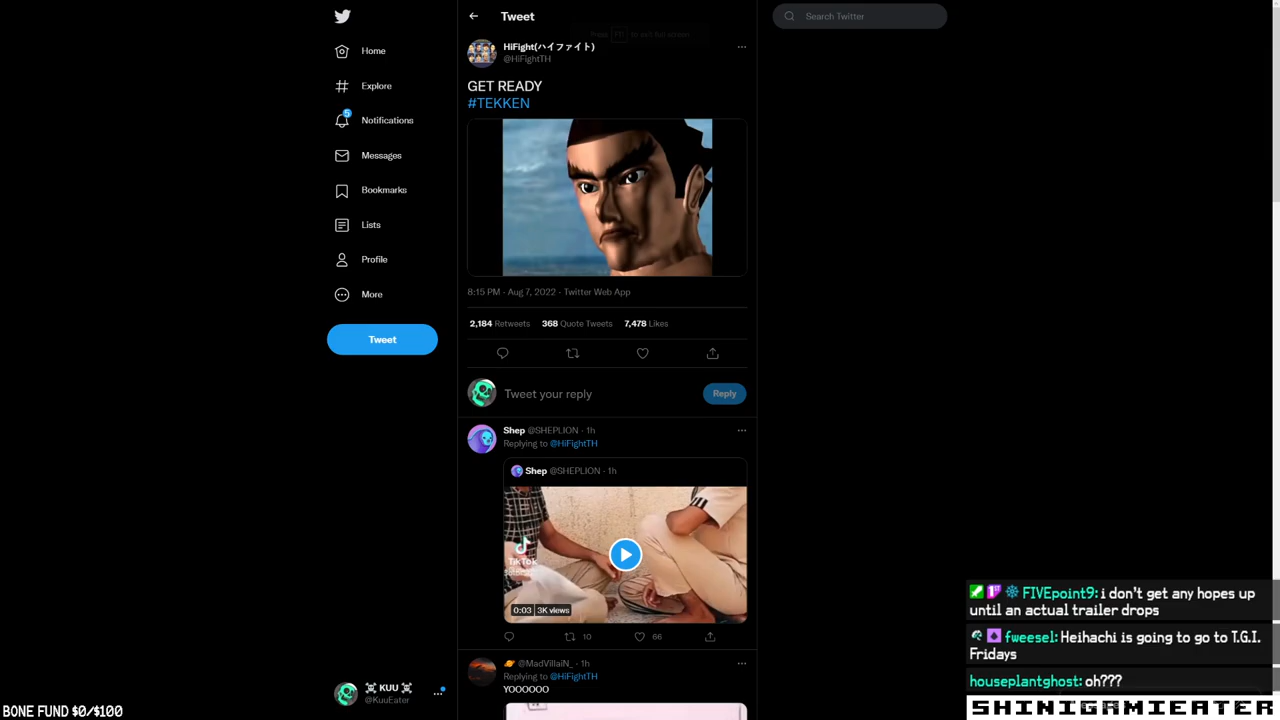 Tweet
Search Twitter
Home
Explore
5
Notifications
Messages
Bookmarks
Lists
Profile
More
Tweet
HiFight(ハイファイト)
@HiFightTH
GET READY
#TEKKEN
8:15 PM · Aug 7, 2022 · Twitter Web App
2,184 Retweets 368 Quote Tweets 7,478 Likes
Tweet your reply
Reply
Shep @SHEPLION · 1h
Replying to @HiFightTH
Shep @SHEPLION · 1h
TikTok
0:03 3K views
10 66
@MadVillaiN_ · 1h
Replying to @HiFightTH
YOOOOOO
KUU
@KuuEater
BONE FUND $0/$100
FIVEpoint9: i don't get any hopes up
until an actual trailer drops
fweesel: Heihachi is going to go to T.G.I.
Fridays
houseplantghost: oh???
SHINIGAMIEATER